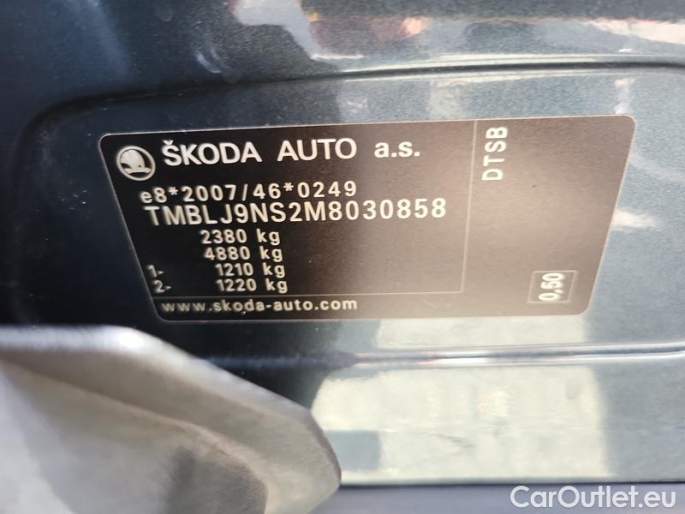 ŠKODA AUTO a.s.
e8*2007/46*0249
TMBLJ9NS2M8030858
2380 kg
4880 kg
1- 1210 kg
2- 1220 kg
www.skoda-auto.com
DTSB
0,50
CarOutlet.eu